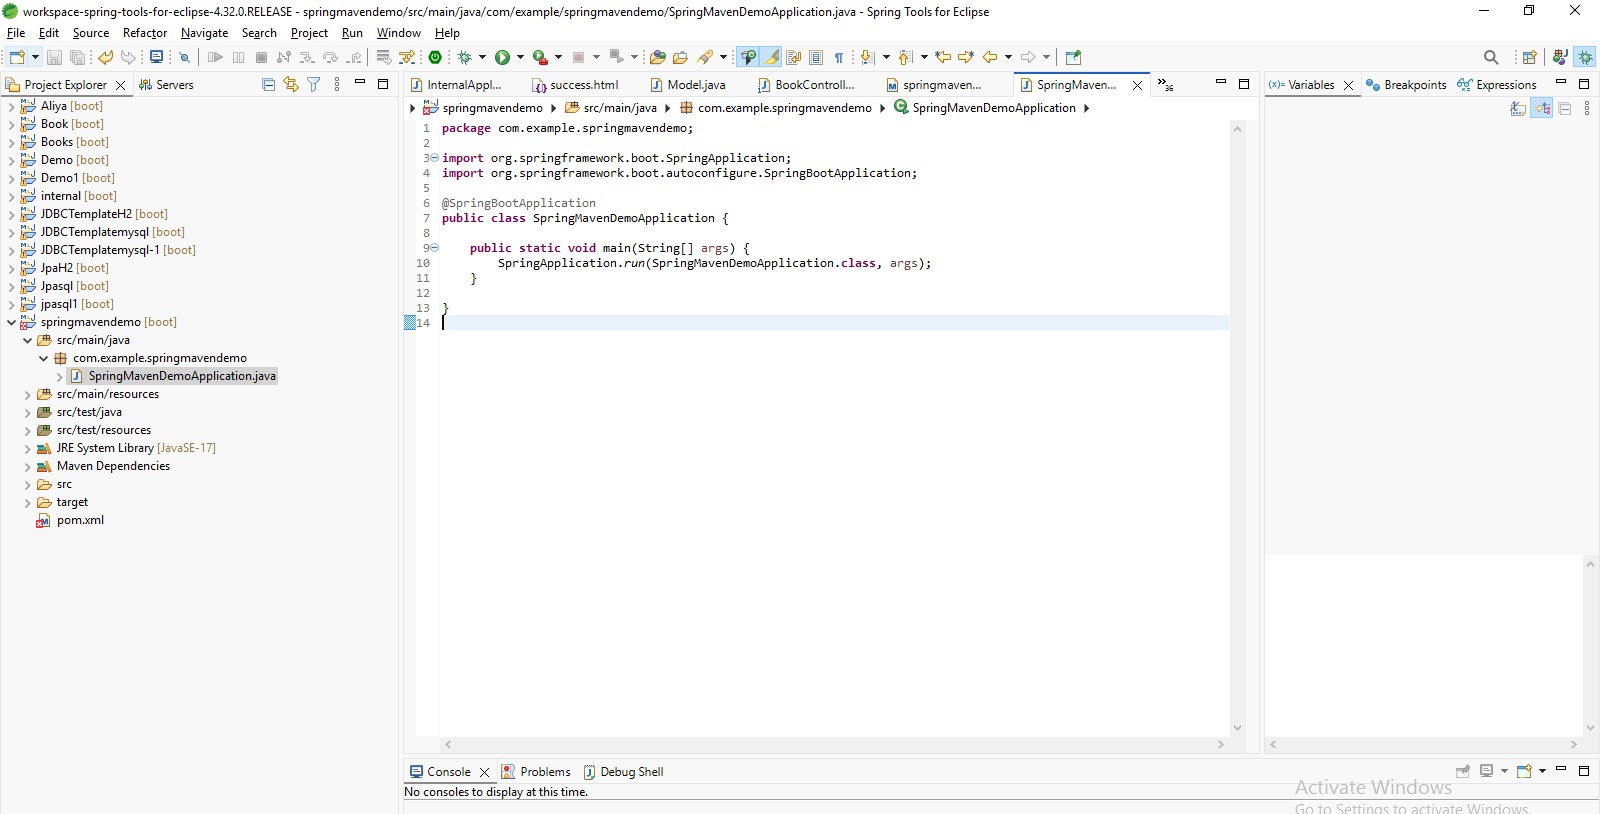 workspace-spring-tools-for-eclipse-4.32.0.RELEASE - springmavendemo/src/main/java/com/example/springmavendemo/SpringMavenDemoApplication.java - Spring Tools for Eclipse
File Edit Source Refactor Navigate Search Project Run Window Help
Project Explorer Servers
Aliya [boot]
Book [boot]
Books [boot]
Demo [boot]
Demo1 [boot]
internal [boot]
JDBCTemplateH2 [boot]
JDBCTemplatemysql [boot]
JDBCTemplatemysql-1 [boot]
JpaH2 [boot]
Jpasql [boot]
jpasql1 [boot]
springmavendemo [boot]
src/main/java
com.example.springmavendemo
SpringMavenDemoApplication.java
src/main/resources
src/test/java
src/test/resources
JRE System Library [JavaSE-17]
Maven Dependencies
src
target
pom.xml
InternalAppl... success.html Model.java BookControll... springmaven... SpringMaven... »36
springmavendemo src/main/java com.example.springmavendemo SpringMavenDemoApplication
1 package com.example.springmavendemo;
2
3 import org.springframework.boot.SpringApplication;
4 import org.springframework.boot.autoconfigure.SpringBootApplication;
5
6 @SpringBootApplication
7 public class SpringMavenDemoApplication {
8
9 public static void main(String[] args) {
10 SpringApplication.run(SpringMavenDemoApplication.class, args);
11 }
12
13 }
14
(x)= Variables Breakpoints Expressions
Console Problems Debug Shell
No consoles to display at this time.
Activate Windows
Go to Settings to activate Windows.